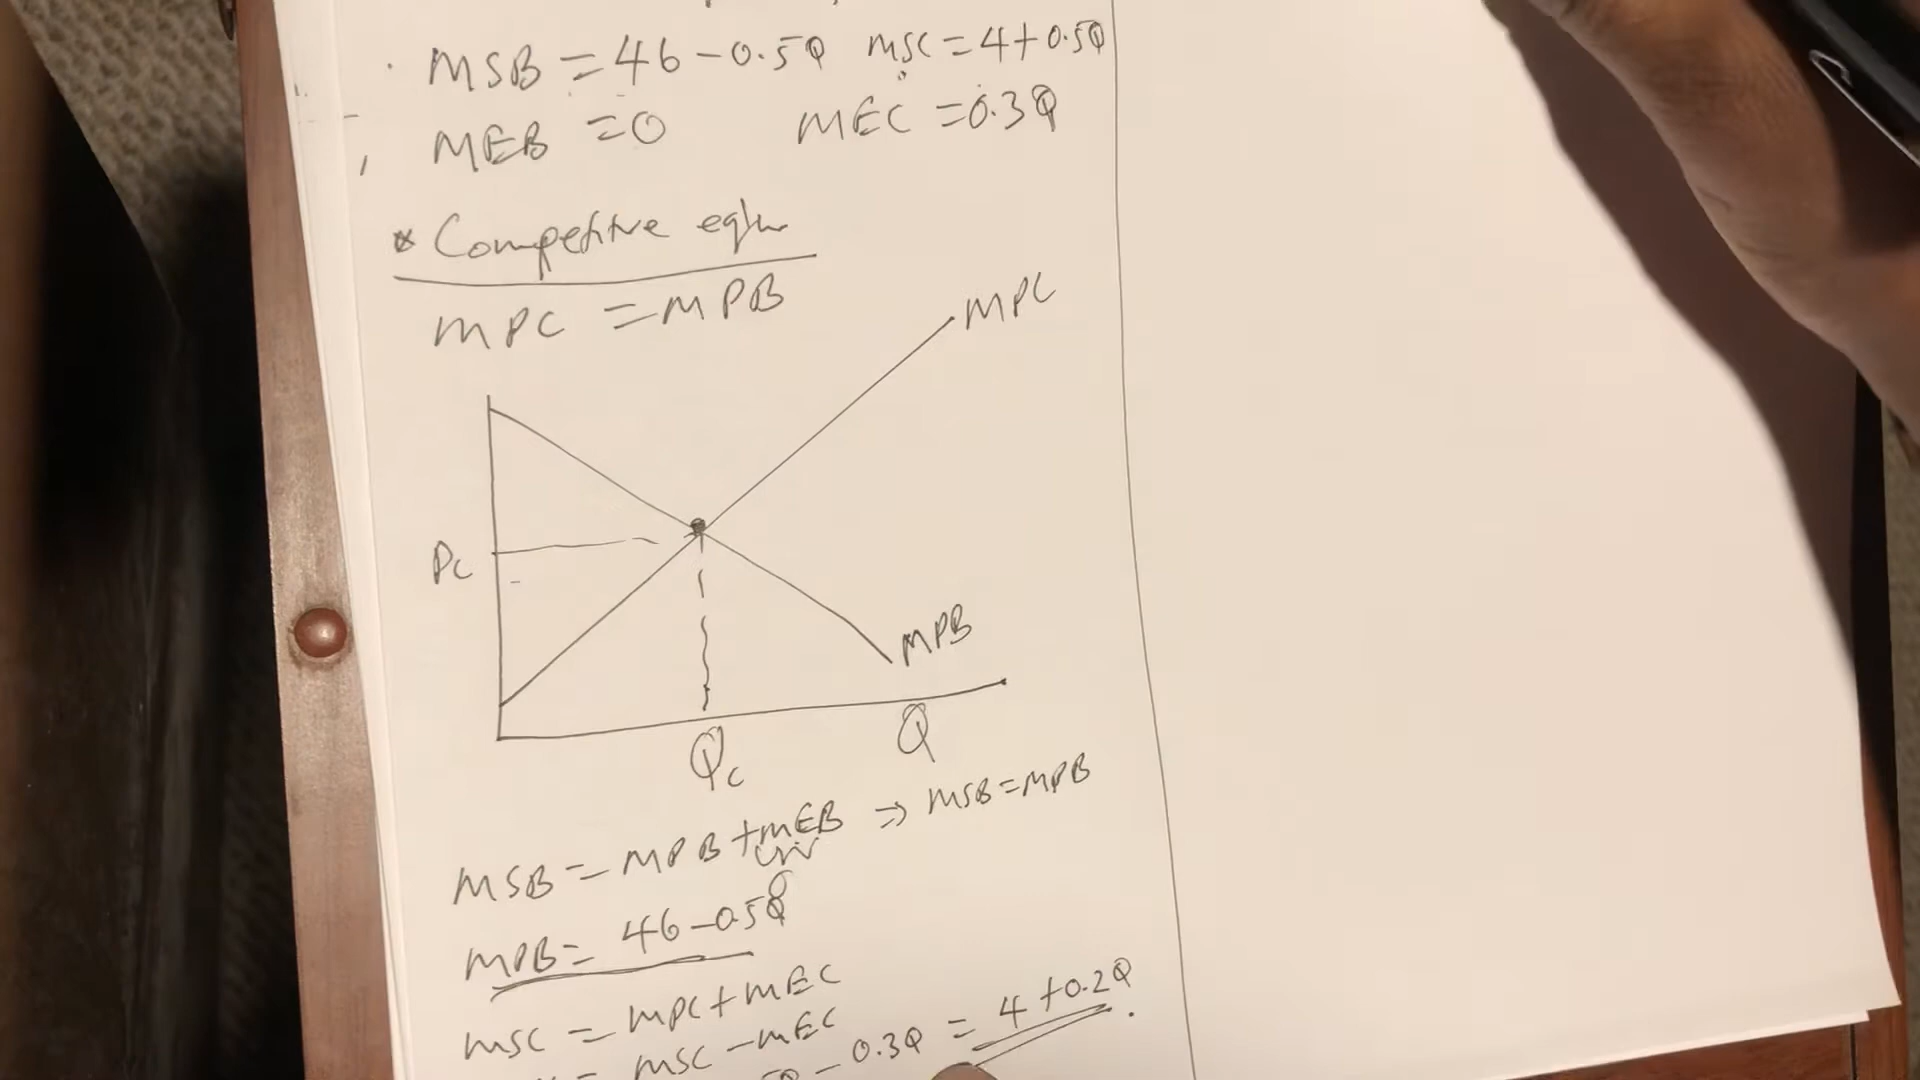 MSB = 46 - 0.5Q MSC = 4 + 0.5Q
MEB = 0 MEC = 0.3Q
* Competitive eqlm
MPC = MPB
MPC
Pc
MPB
Qc Q
MSB = MPB + MEB ⇒ MSB = MPB
MPB = 46 - 0.5Q
MSC = MPC + MEC
= MSC - MEC
- 0.3Q = 4 + 0.2Q